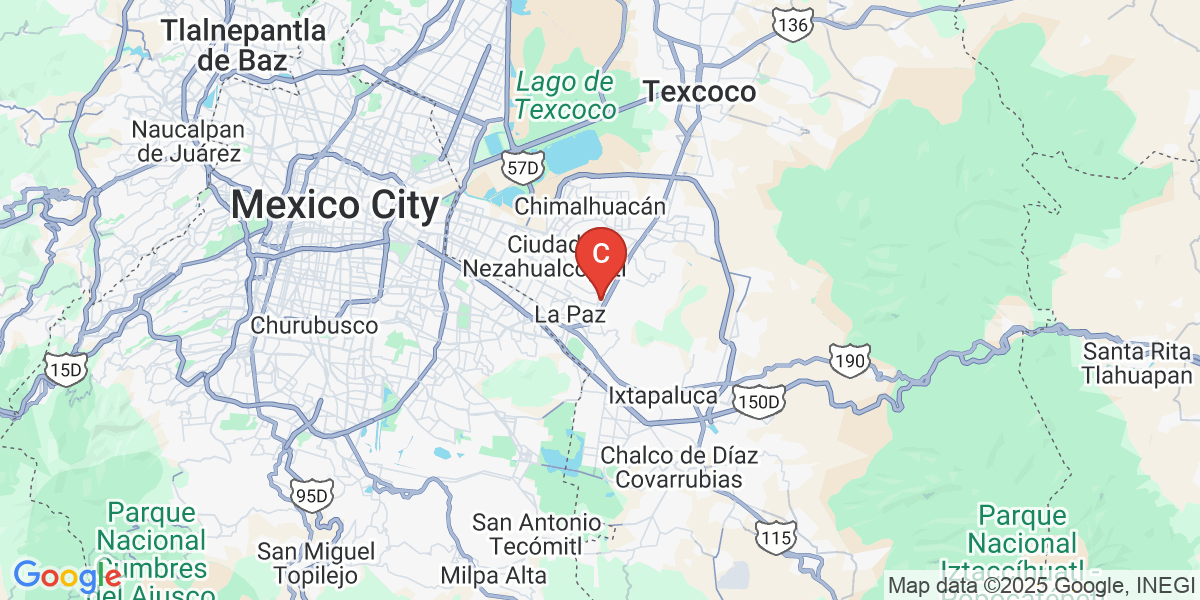 Tlalnepantla
de Baz
136
Lago de
Texcoco
Texcoco
Naucalpan
de Juárez
57D
Mexico City
Chimalhuacán
C
Ciudad
Nezahualco
La Paz
Churubusco
15D
190
Santa Rita
Tlahuapan
Ixtapaluca
150D
Chalco de Díaz
Covarrubias
95D
San Antonio
Tecómitl
115
Parque
Nacional
Cumbres
del Ajusco
San Miguel
Topilejo
Milpa Alta
Parque
Nacional
Iztaccíhuatl -
Popocatépetl
Google
Map data ©2025 Google, INEGI